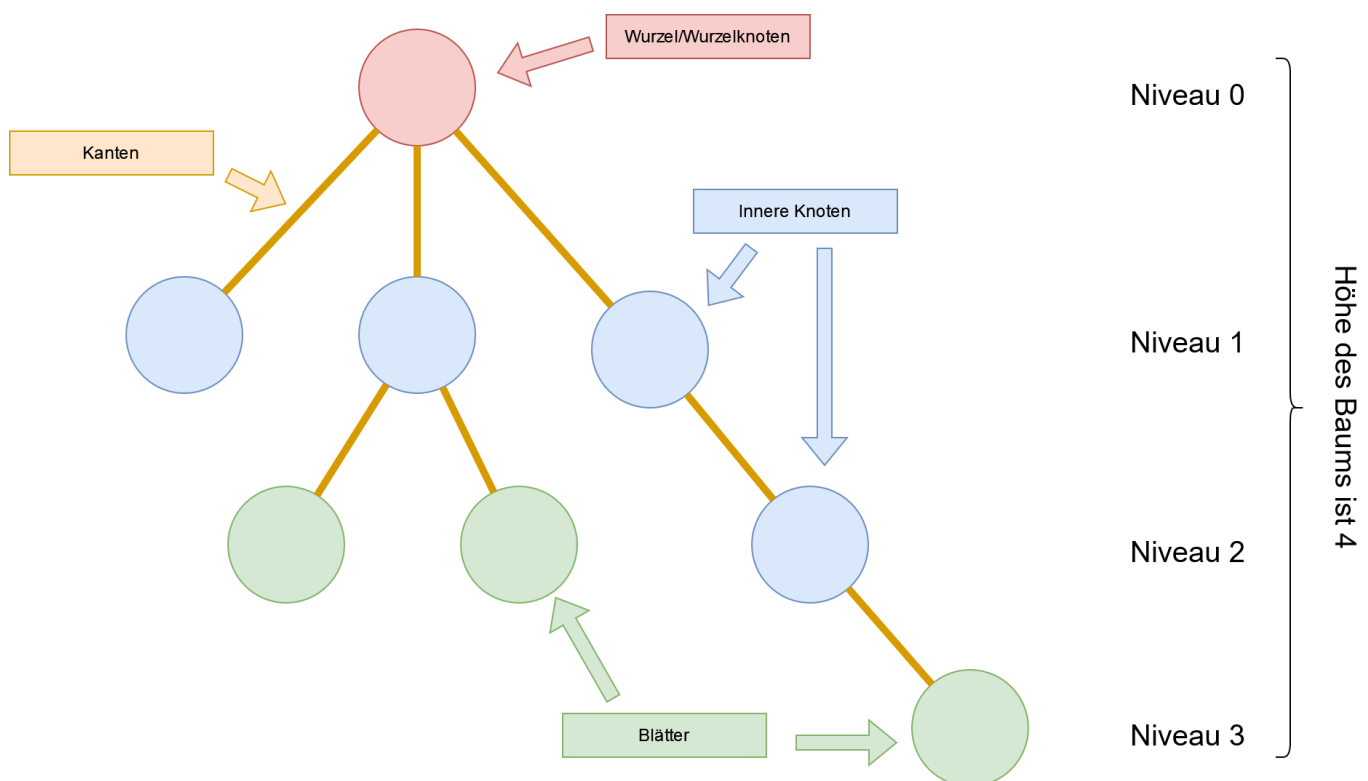 Wurzel/Wurzelknoten
Niveau 0
Kanten
Innere Knoten
Niveau 1
Höhe des Baums ist 4
Niveau 2
Blätter
Niveau 3